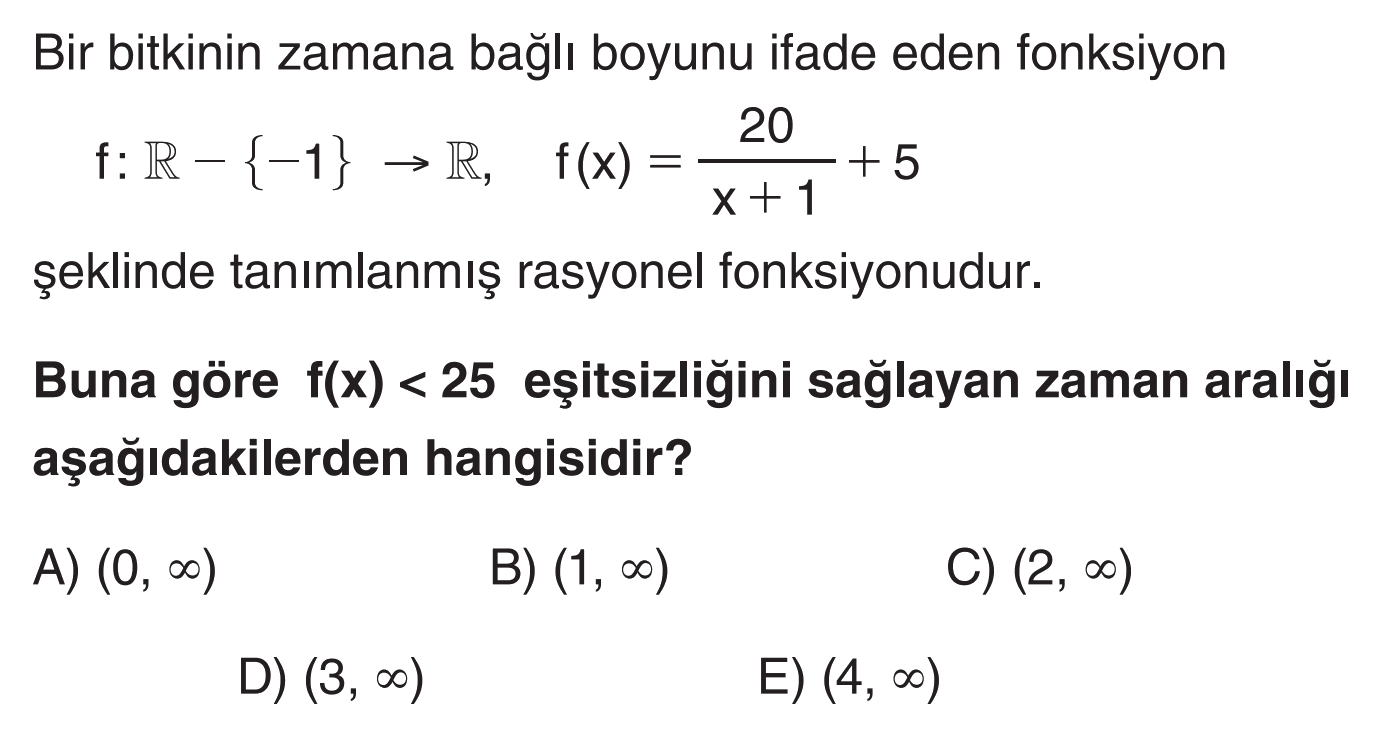 Bir bitkinin zamana bağlı boyunu ifade eden fonksiyon
f: ℝ − {−1} → ℝ, f(x) = 20/(x + 1) + 5
şeklinde tanımlanmış rasyonel fonksiyonudur.
Buna göre f(x) < 25 eşitsizliğini sağlayan zaman aralığı
aşağıdakilerden hangisidir?
A) (0, ∞) B) (1, ∞) C) (2, ∞)
D) (3, ∞) E) (4, ∞)